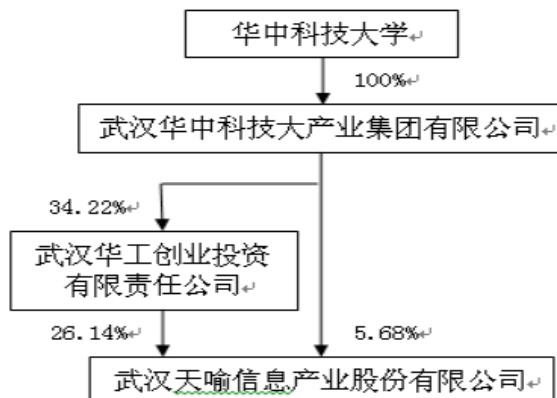 华中科技大学
100%
武汉华中科技大产业集团有限公司
34.22%
武汉华工创业投资
有限责任公司
26.14%
5.68%
武汉天喻信息产业股份有限公司